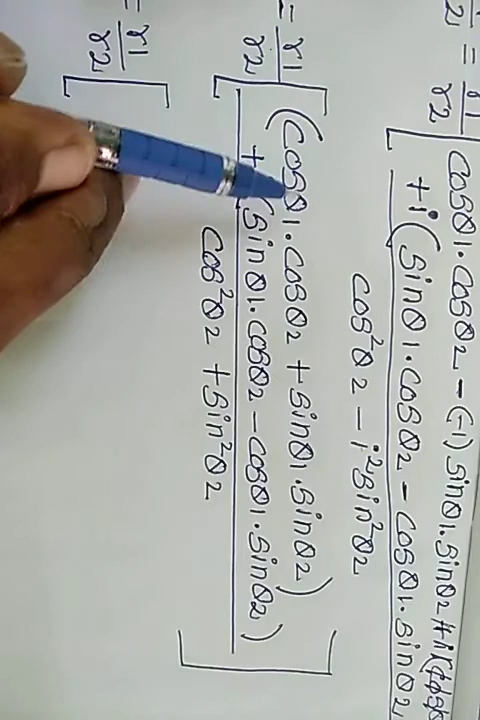 = r1/r2 [ cosθ1.cosθ2 - (-1) sinθ1.sinθ2
+ i (sinθ1.cosθ2 - cosθ1.sinθ2
cos²θ2 - i²sin²θ2
= r1/r2 [ (cosθ1.cosθ2 + sinθ1.sinθ2)
+ (sinθ1.cosθ2 - cosθ1.sinθ2) ]
cos²θ2 + sin²θ2
= r1/r2 [